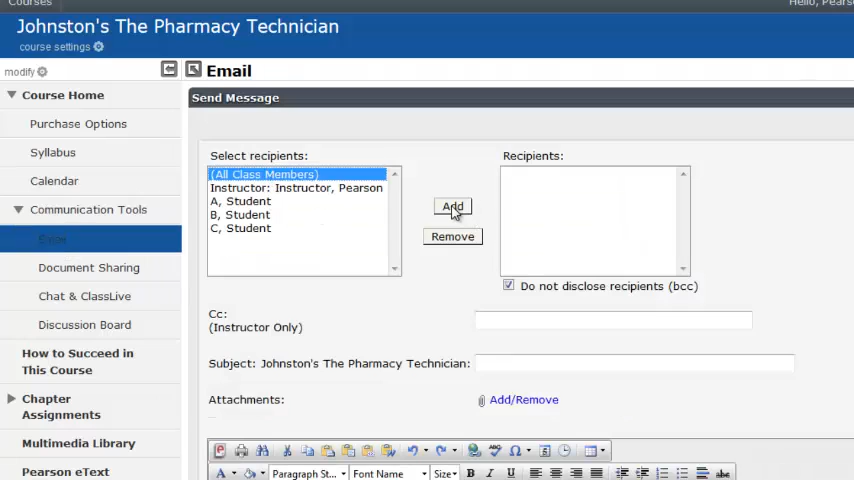 Courses
Hello, Pears
Johnston's The Pharmacy Technician
course settings
modify
Email
Course Home
Send Message
Purchase Options
Syllabus
Calendar
Communication Tools
Email
Document Sharing
Chat & ClassLive
Discussion Board
How to Succeed in
This Course
Chapter
Assignments
Multimedia Library
Pearson eText
Select recipients:
Recipients:
(All Class Members)
Instructor: Instructor, Pearson
A, Student
B, Student
C, Student
Add
Remove
Do not disclose recipients (bcc)
Cc:
(Instructor Only)
Subject: Johnston's The Pharmacy Technician:
Attachments:
Add/Remove
ABC
A
Paragraph St...
Font Name
Size
B I U
abc